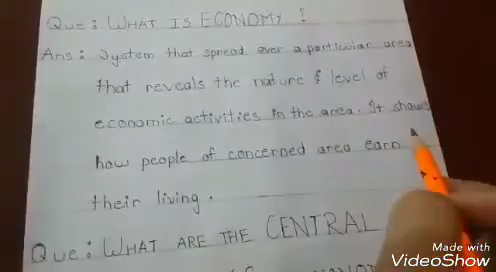 Que: WHAT IS ECONOMY?
Ans: System that spread over a particular area
that reveals the nature & level of
economic activities in the area. It shows
how people of concerned area earn
their living.
Que: WHAT ARE THE CENTRAL
Made with
VideoShow